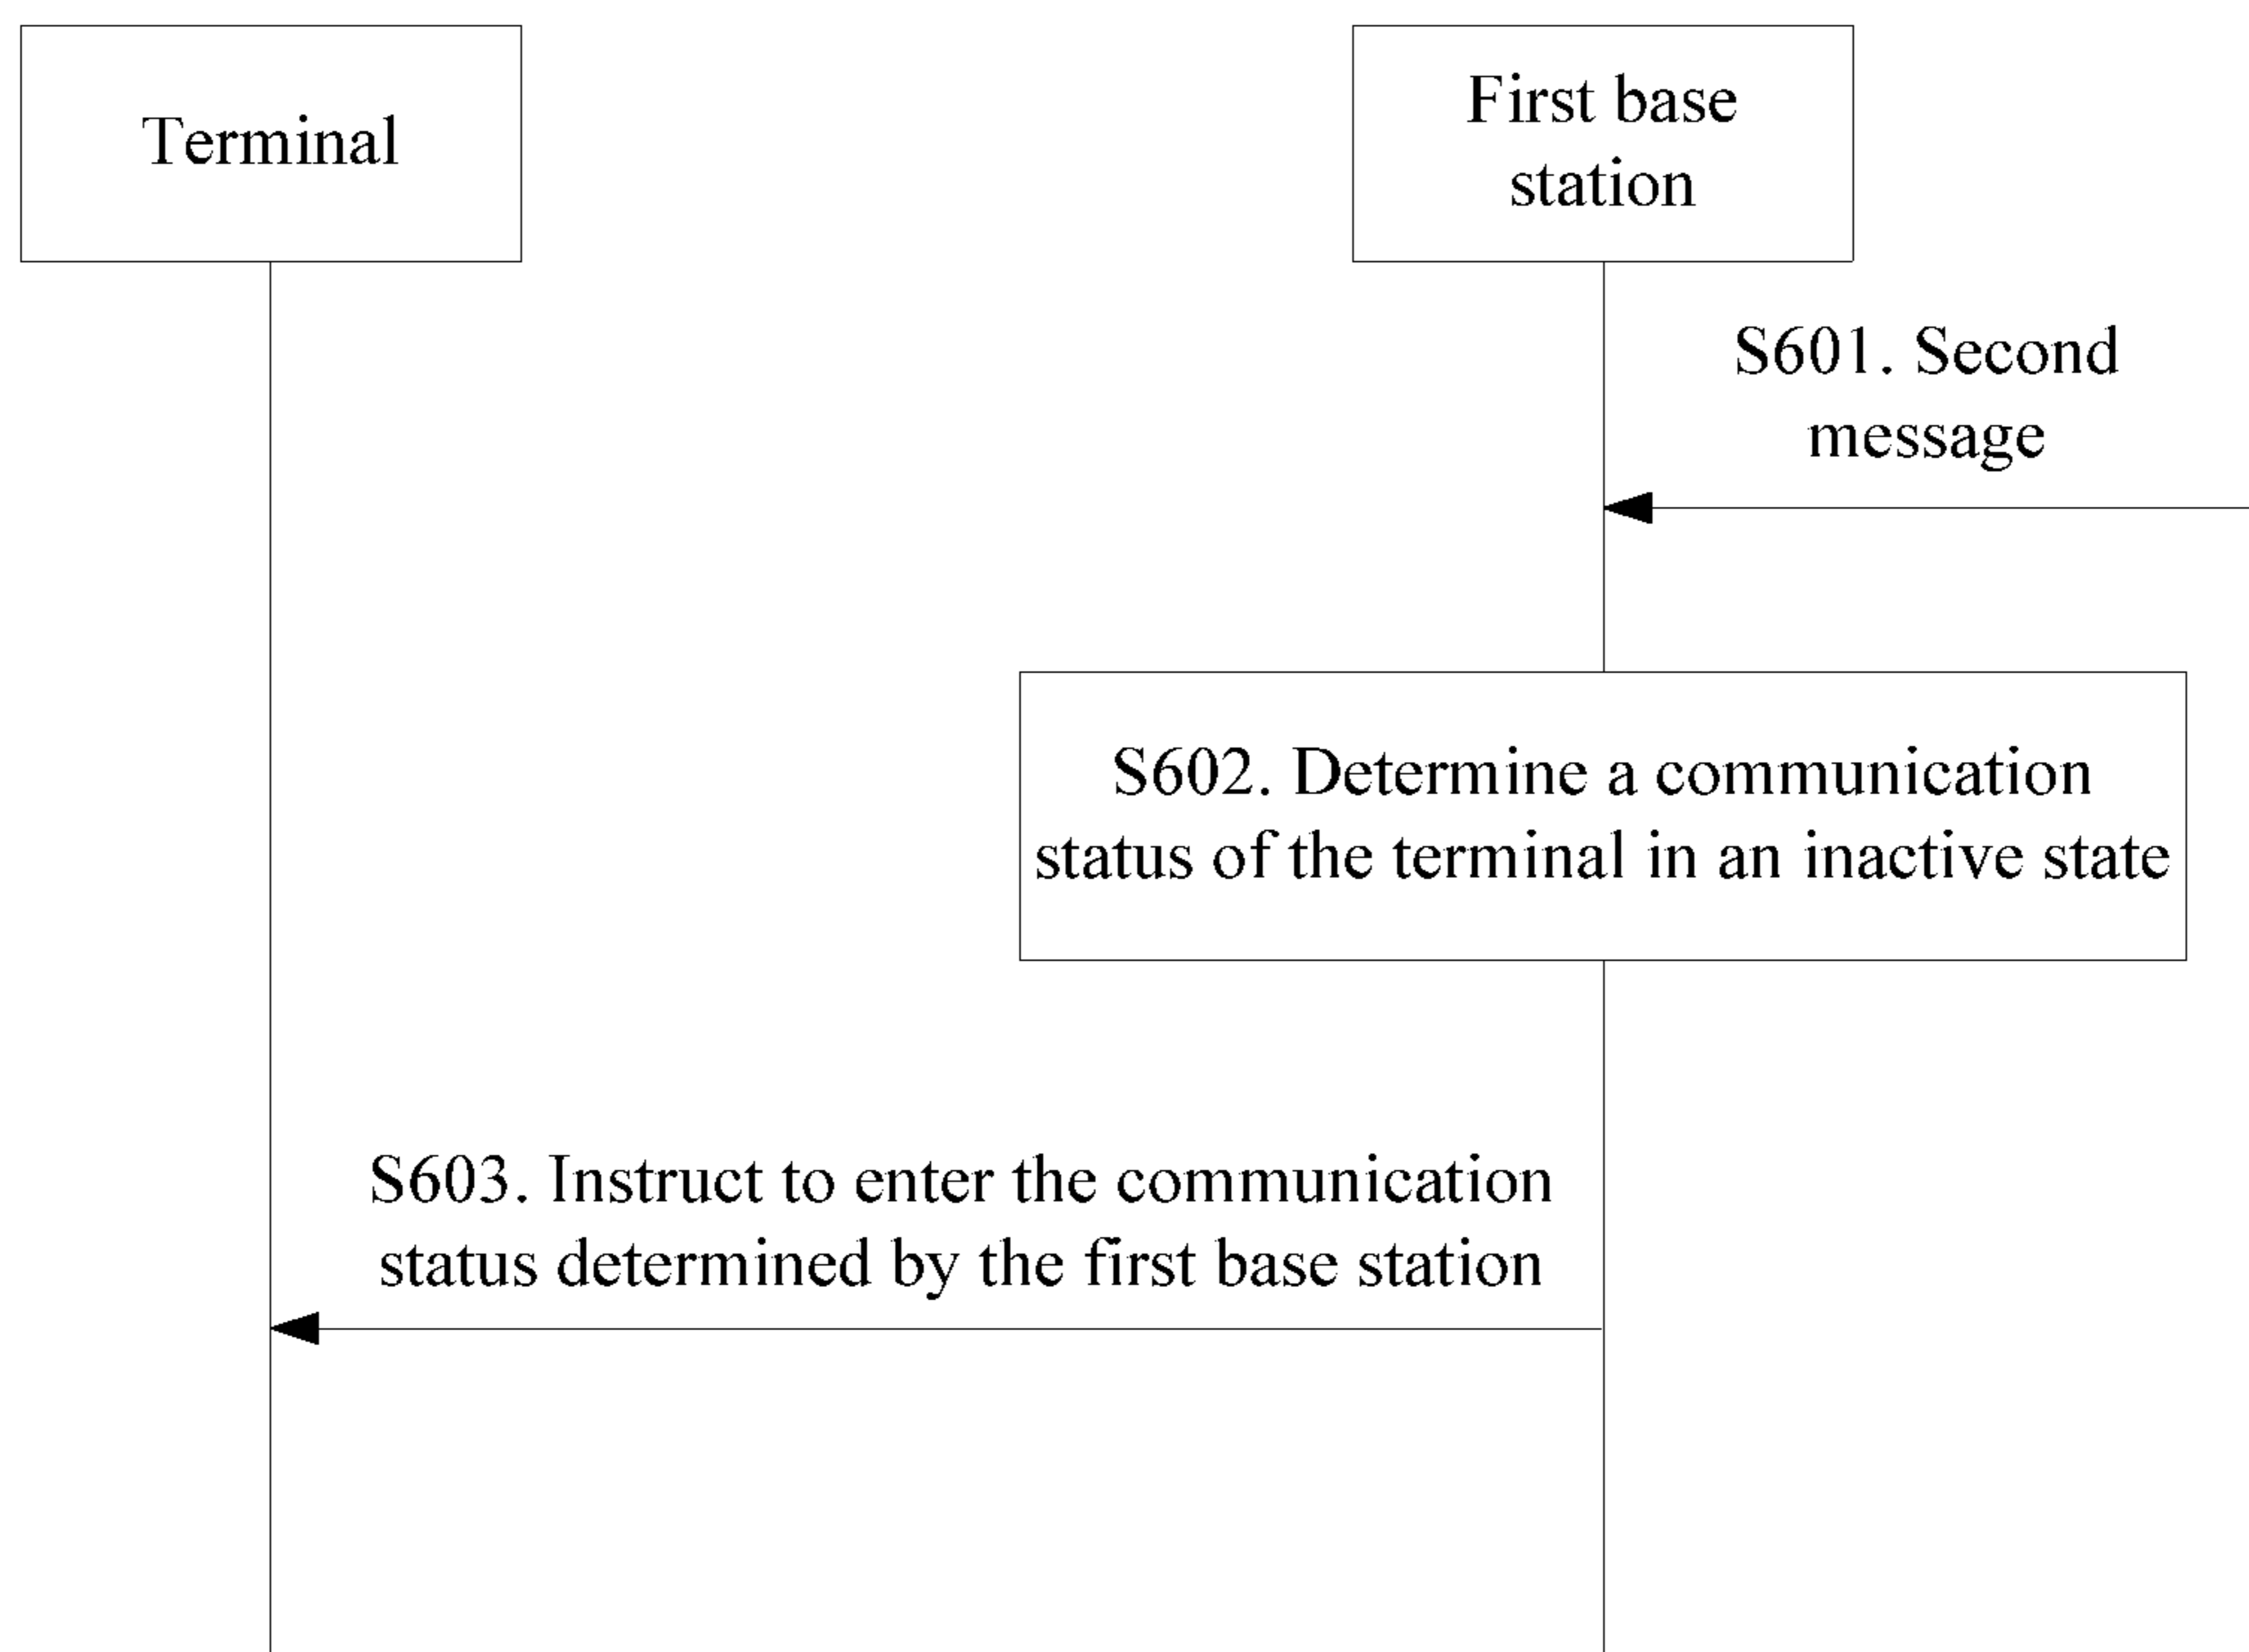 Terminal
First base
station
S601. Second
message
S602. Determine a communication
status of the terminal in an inactive state
S603. Instruct to enter the communication
status determined by the first base station